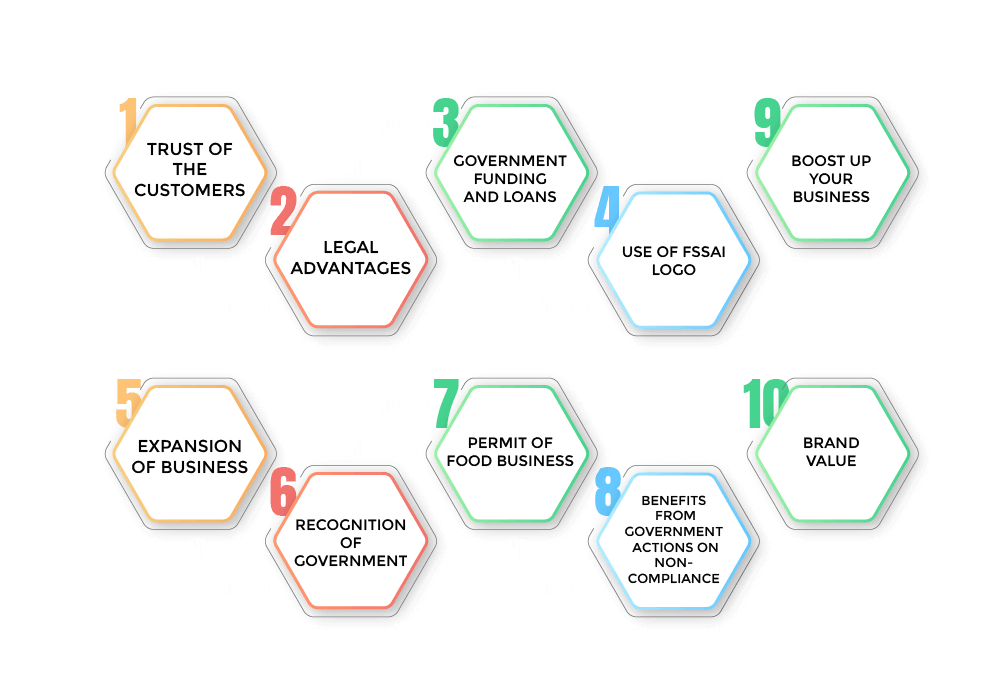 1
TRUST OF
THE
CUSTOMERS
2
LEGAL
ADVANTAGES
3
GOVERNMENT
FUNDING
AND LOANS
4
USE OF FSSAI
LOGO
9
BOOST UP
YOUR
BUSINESS
5
EXPANSION
OF BUSINESS
6
RECOGNITION
OF
GOVERNMENT
7
PERMIT OF
FOOD BUSINESS
8
BENEFITS
FROM
GOVERNMENT
ACTIONS ON
NON-
COMPLIANCE
10
BRAND
VALUE